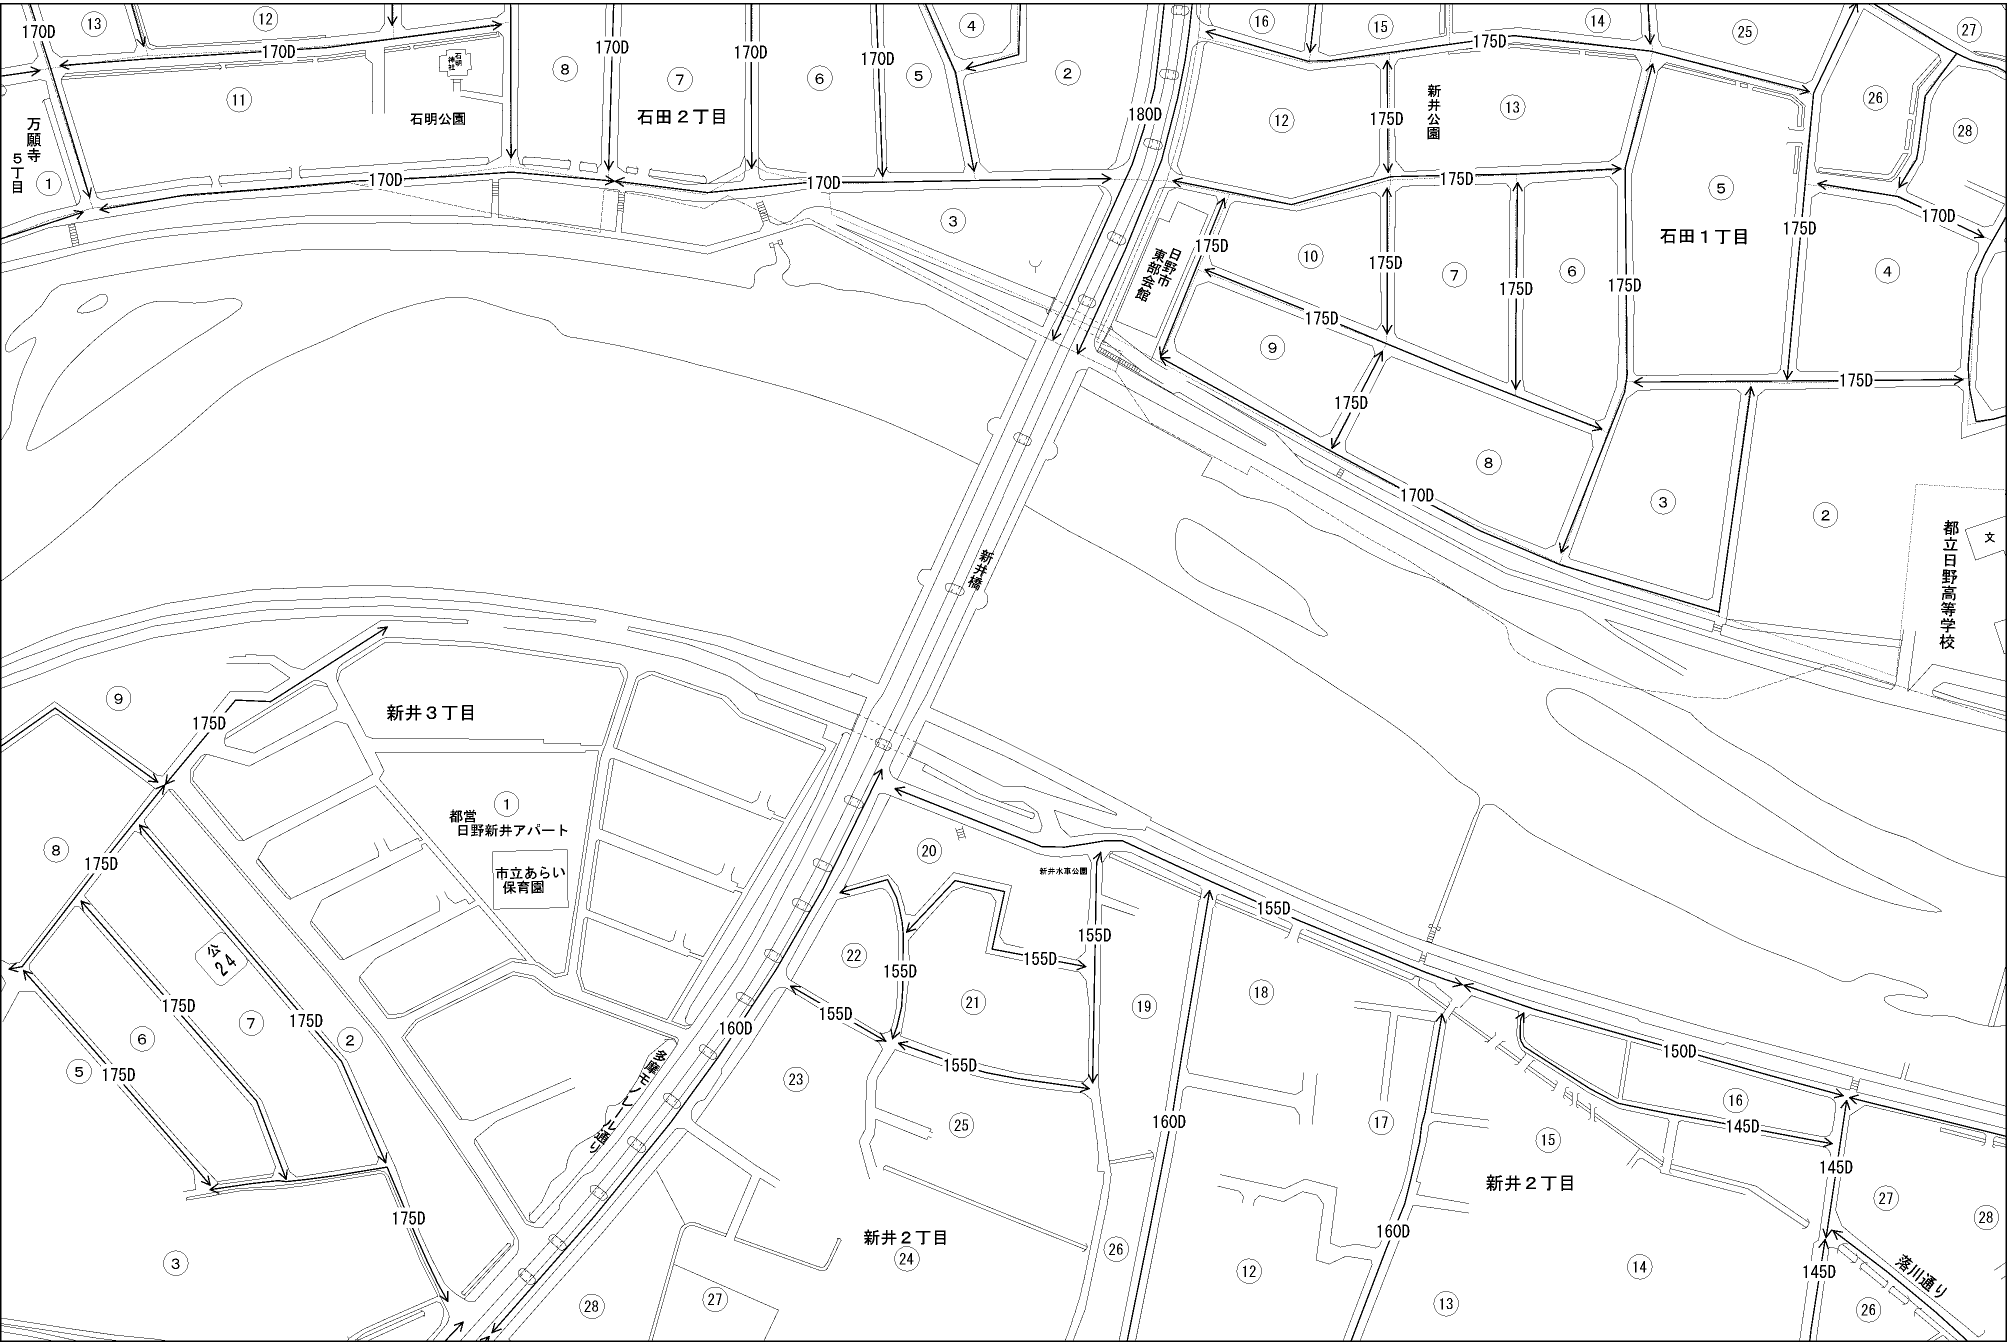 170D
13
12
170D
170D
170D
170D
4
16
15
14
25
27
石明
神社
8
7
6
5
2
175D
26
11
石明公園
石田２丁目
180D
12
175D
新井公園
13
28
万願寺
５丁目
1
170D
170D
3
175D
5
170D
石田１丁目
175D
日野市
東部会館
175D
10
175D
7
6
175D
175D
4
175D
9
175D
175D
8
170D
3
2
都立日野高等学校
文
新井橋
9
175D
新井３丁目
1
都営
日野新井アパート
市立あらい
保育園
8
175D
公
24
175D
175D
7
6
2
5
175D
175D
3
160D
多摩モノレール通り
20
新井水車公園
155D
155D
155D
22
155D
21
19
18
155D
155D
23
25
160D
17
150D
16
145D
15
新井２丁目
145D
27
28
新井２丁目
24
26
12
160D
14
145D
落川通り
26
13
28
27